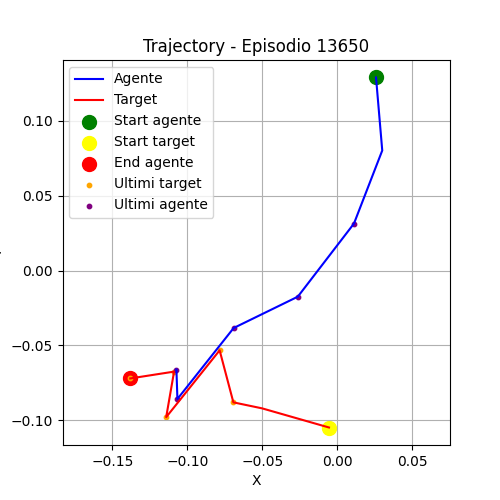 Trajectory - Episodio 13650
Agente
Target
Start agente
Start target
End agente
Ultimi target
Ultimi agente
0.10
0.05
0.00
−0.05
−0.10
−0.15
−0.10
−0.05
0.00
0.05
X